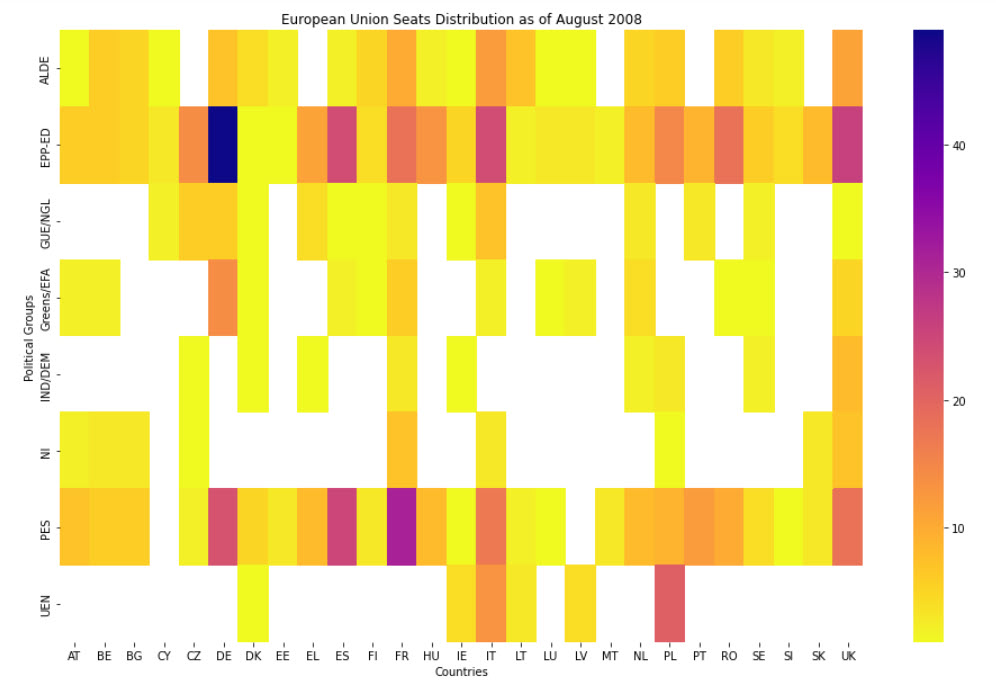 European Union Seats Distribution as of August 2008
Political Groups
ALDE
EPP-ED
GUE/NGL
Greens/EFA
IND/DEM
NI
PES
UEN
AT BE BG CY CZ DE DK EE EL ES FI FR HU IE IT LT LU LV MT NL PL PT RO SE SI SK UK
Countries
40
30
20
10